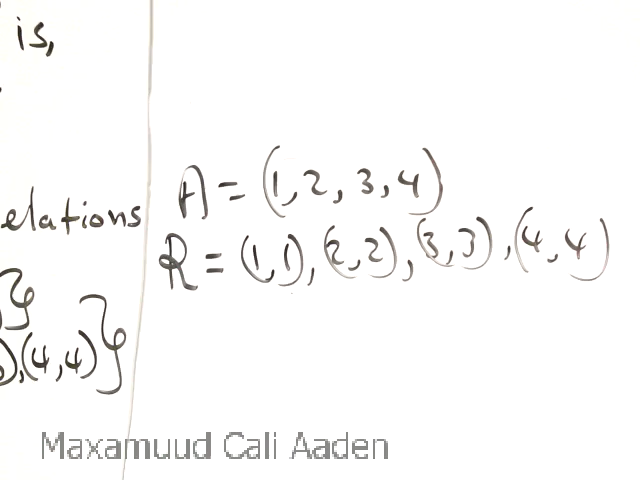 is,
elations
}
),(4,4)}
A = (1,2,3,4)
R = (1,1),(2,2),(3,3),(4,4)
Maxamuud Cali Aaden